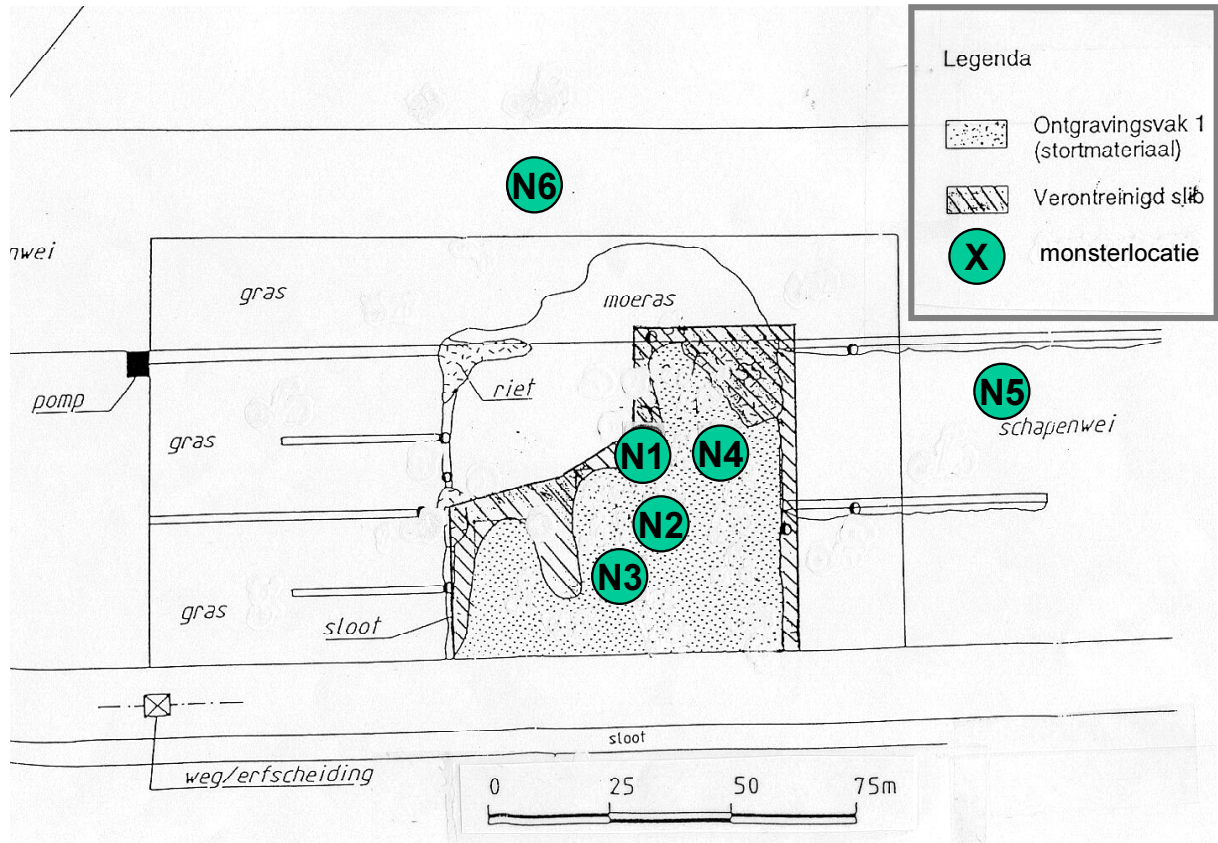 Legenda
Ontgravingsvak 1
(stortmateriaal)
Verontreinigd slib
X
monsterlocatie
N6
nwei
gras
moeras
riet
pomp
N5
schapenwei
gras
N1
N4
N2
N3
gras
sloot
sloot
weg/erfscheiding
0 25 50 75m